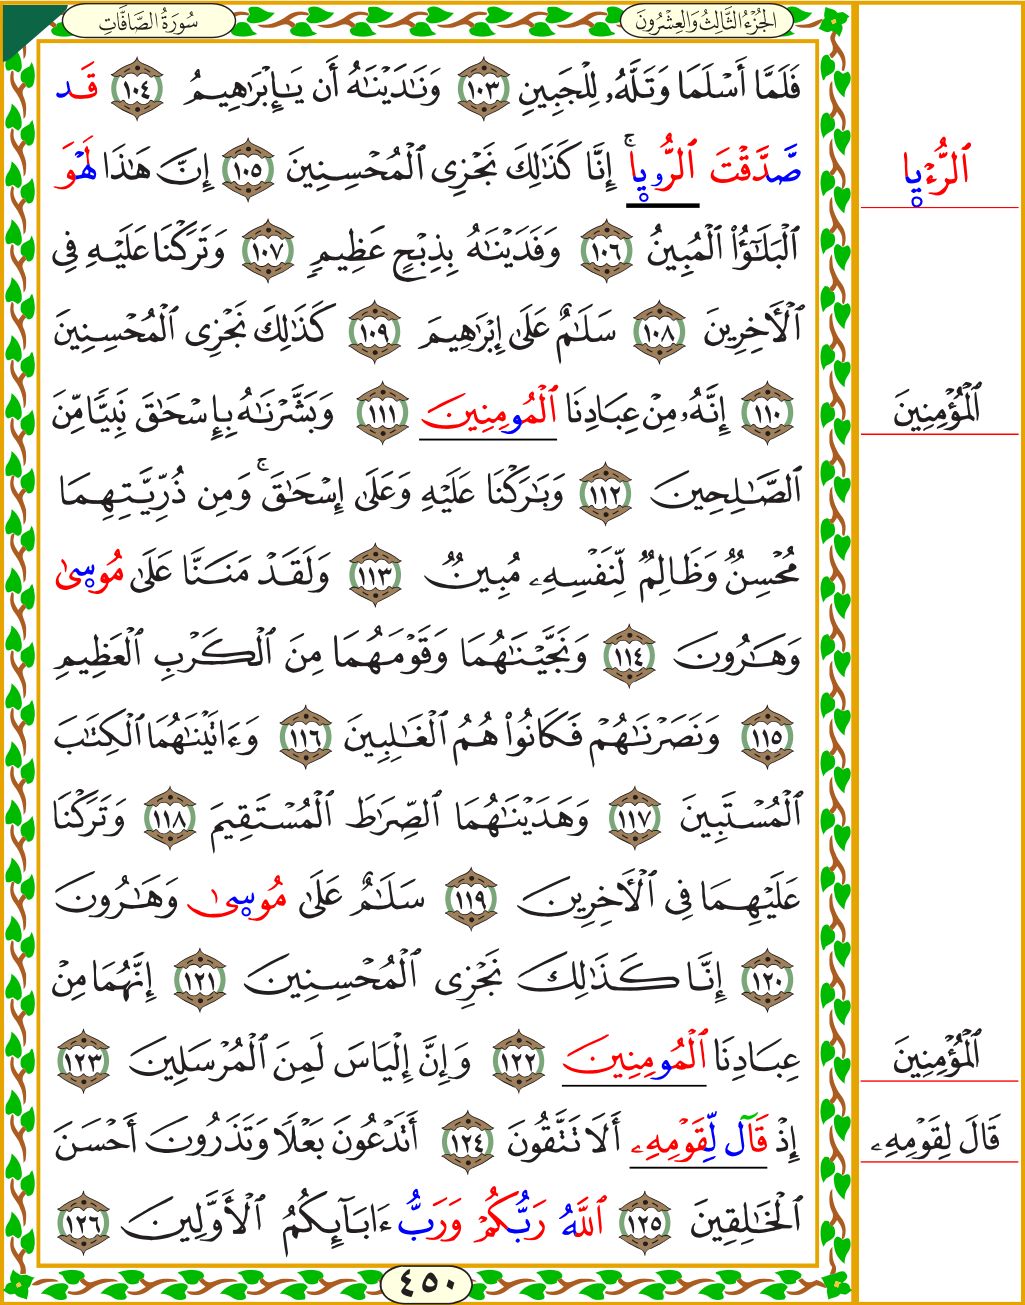 سُورَةُ الصَّافَّاتِ
الجُزْءُ الثَّالِثُ وَالعِشْرُونَ
فَلَمَّا أَسْلَمَا وَتَلَّهُۥ لِلْجَبِينِ ١٠٣ وَنَٰدَيْنَٰهُ أَن يَٰإِبْرَٰهِيمُ ١٠٤ قَد
صَّدَّقْتَ ٱلرُّوۡيٜا ۚ إِنَّا كَذَٰلِكَ نَجْزِى ٱلْمُحْسِنِينَ ١٠٥ إِنَّ هَٰذَا لَهْوَ
ٱلْبَلَٰٓؤُاْ ٱلْمُبِينُ ١٠٦ وَفَدَيْنَٰهُ بِذِبْحٍ عَظِيمٍ ١٠٧ وَتَرَكْنَا عَلَيْهِ فِى
ٱلْأَخِرِينَ ١٠٨ سَلَٰمٌ عَلَىٰ إِبْرَٰهِيمَ ١٠٩ كَذَٰلِكَ نَجْزِى ٱلْمُحْسِنِينَ
١١٠ إِنَّهُۥ مِنْ عِبَادِنَا ٱلْمُومِنِينَ ١١١ وَبَشَّرْنَٰهُ بِإِسْحَٰقَ نَبِيًّا مِّنَ
ٱلصَّٰلِحِينَ ١١٢ وَبَٰرَكْنَا عَلَيْهِ وَعَلَىٰ إِسْحَٰقَ ۚ وَمِن ذُرِّيَّتِهِمَا
مُحْسِنٌ وَظَالِمٌ لِّنَفْسِهِۦ مُبِينٌ ١١٣ وَلَقَدْ مَنَنَّا عَلَىٰ مُوسٜىٰ
وَهَٰرُونَ ١١٤ وَنَجَّيْنَٰهُمَا وَقَوْمَهُمَا مِنَ ٱلْكَرْبِ ٱلْعَظِيمِ
١١٥ وَنَصَرْنَٰهُمْ فَكَانُواْ هُمُ ٱلْغَٰلِبِينَ ١١٦ وَءَاتَيْنَٰهُمَا ٱلْكِتَٰبَ
ٱلْمُسْتَبِينَ ١١٧ وَهَدَيْنَٰهُمَا ٱلصِّرَٰطَ ٱلْمُسْتَقِيمَ ١١٨ وَتَرَكْنَا
عَلَيْهِمَا فِى ٱلْأَخِرِينَ ١١٩ سَلَٰمٌ عَلَىٰ مُوسٜىٰ وَهَٰرُونَ
١٢٠ إِنَّا كَذَٰلِكَ نَجْزِى ٱلْمُحْسِنِينَ ١٢١ إِنَّهُمَا مِنْ
عِبَادِنَا ٱلْمُومِنِينَ ١٢٢ وَإِنَّ إِلْيَاسَ لَمِنَ ٱلْمُرْسَلِينَ ١٢٣
إِذْ قَآل لِّقَوْمِهِۦ أَلَا تَتَّقُونَ ١٢٤ أَتَدْعُونَ بَعْلًا وَتَذَرُونَ أَحْسَنَ
ٱلْخَٰلِقِينَ ١٢٥ ٱللَّهُ رَبُّكُمْ وَرَبُّ ءَابَآئِكُمُ ٱلْأَوَّلِينَ ١٢٦
ٱلرُّءْيٜا
ٱلْمُؤْمِنِينَ
ٱلْمُؤْمِنِينَ
قَالَ لِقَوْمِهِۦ
٤٥٠